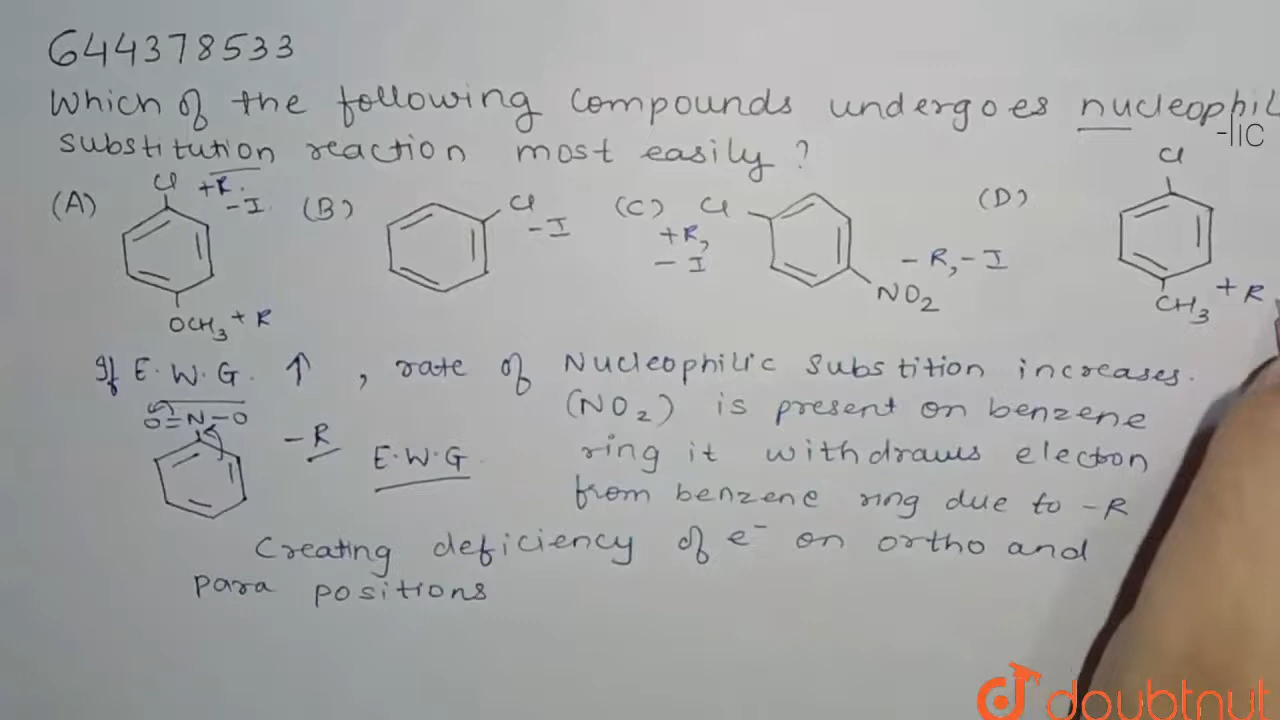 644378533
Which of the following compounds undergoes nucleophil
-IIC
substitution reaction most easily ?
(A) Cl +R. -I
OCH3 +R
(B) Cl -I
(C) Cl +R, -I
-R, -I
NO2
(D) Cl
CH3 +R
If E.W.G. ↑ , rate of Nucleophilic Substition increases.
O=N-O
-R
E.W.G
(NO2) is present on benzene
ring it withdraws electron
from benzene ring due to -R
Creating deficiency of e- on ortho and
para positions
doubtnut